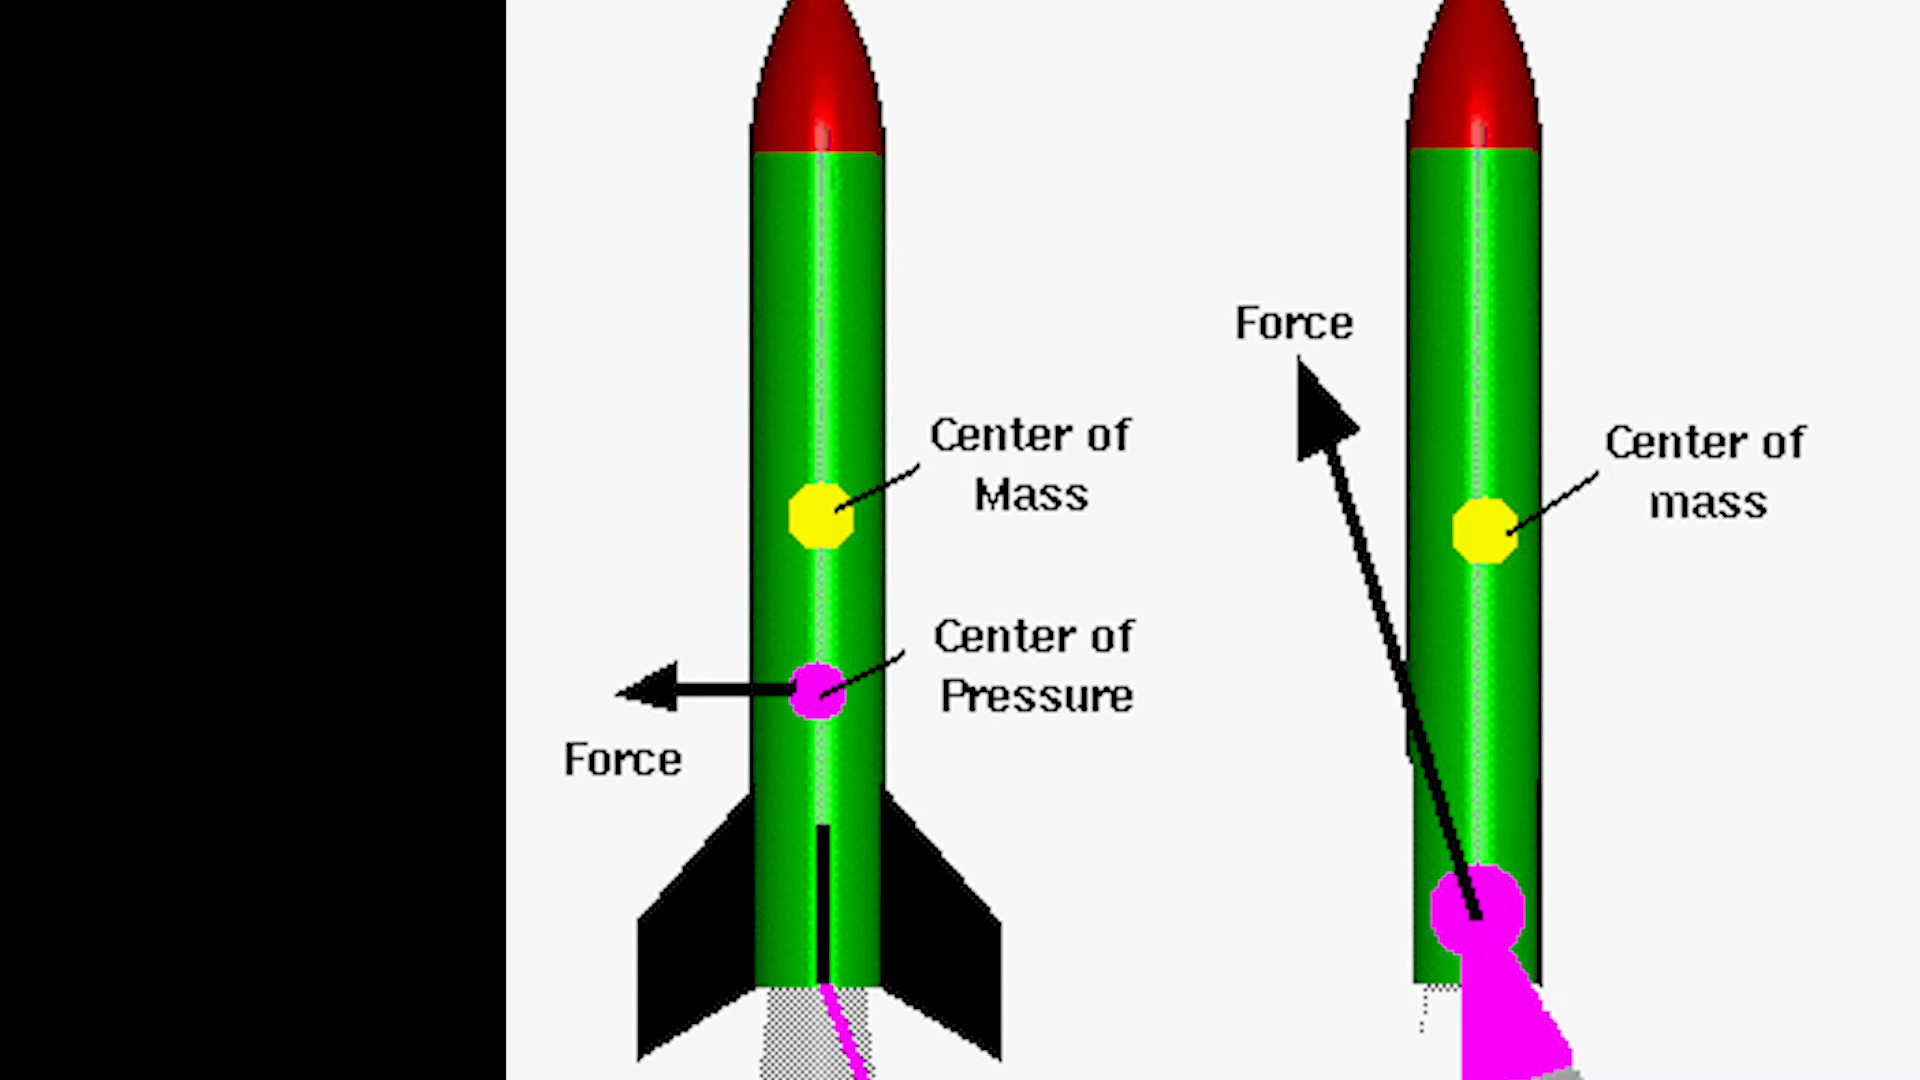 Center of
Mass
Center of
Pressure
Force
Force
Center of
mass